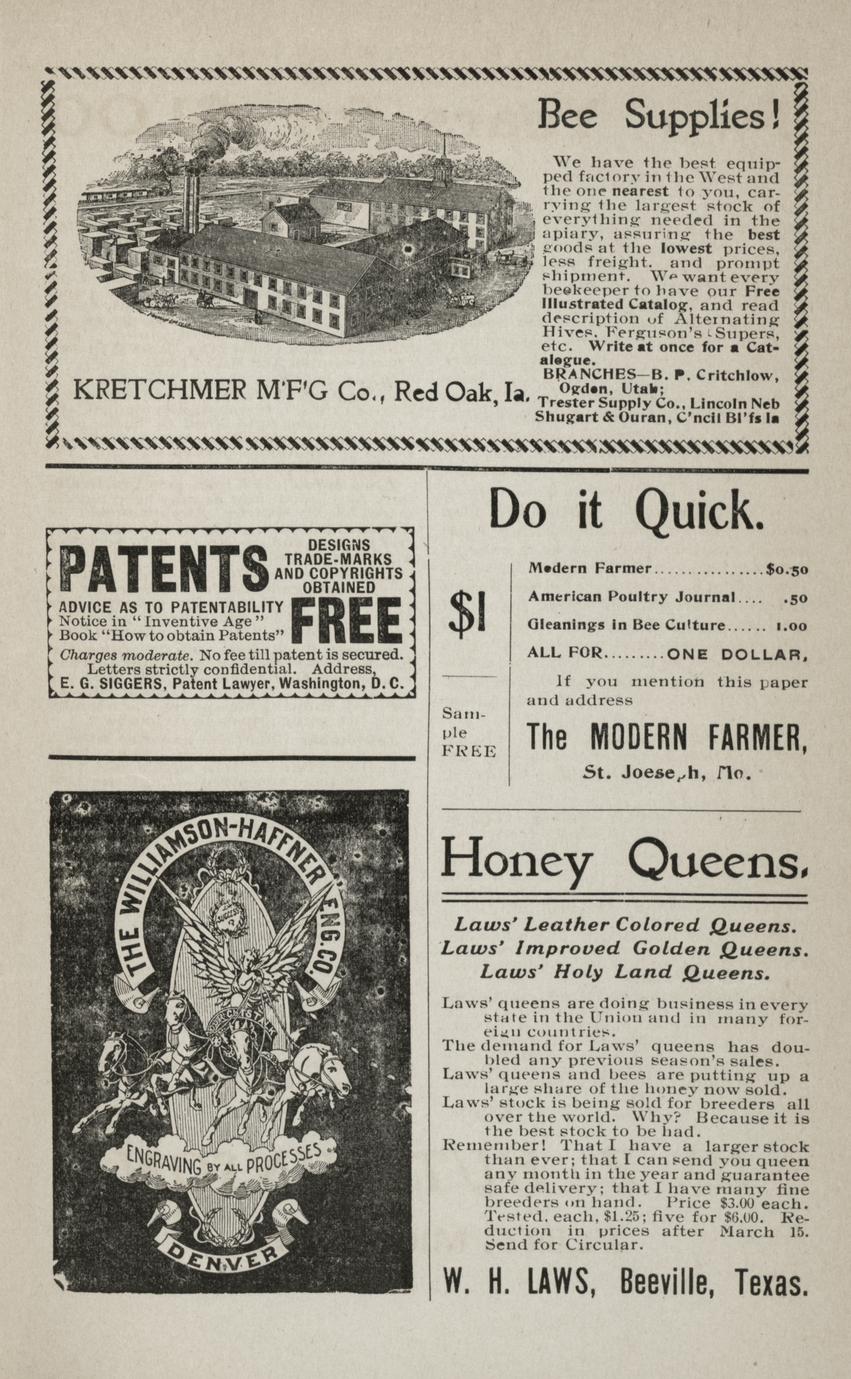 Bee Supplies!
We have the best equip-
ped factory in the West and
the one nearest to you, car-
rying the largest stock of
everything needed in the
apiary, assuring the best
goods at the lowest prices,
less freight. and prompt
shipment. We want every
beekeeper to have our Free
Illustrated Catalog, and read
description of Alternating
Hives, Ferguson's Supers,
etc. Write at once for a Cat-
alogue.
BRANCHES—B. P. Critchlow,
Ogden, Utah;
Trester Supply Co., Lincoln Neb
Shugart & Ouran, C'ncil Bl'fs Ia
KRETCHMER M'F'G Co., Red Oak, Ia.
PATENTS
DESIGNS
TRADE-MARKS
AND COPYRIGHTS
OBTAINED
ADVICE AS TO PATENTABILITY
Notice in "Inventive Age"
Book "How to obtain Patents"
FREE
Charges moderate. No fee till patent is secured.
Letters strictly confidential. Address,
E. G. SIGGERS, Patent Lawyer, Washington, D. C.
THE WILLIAMSON-HAFFNER ENG. CO.
SUCCESS
ENGRAVING BY ALL PROCESSES
DENVER
Do it Quick.
$1
Sam-
ple
FREE
Modern Farmer................$0.50
American Poultry Journal.... .50
Gleanings in Bee Culture...... 1.00
ALL FOR.........ONE DOLLAR,
If you mention this paper
and address
The MODERN FARMER,
St. Joeseph, Mo.
Honey Queens.
Laws' Leather Colored Queens.
Laws' Improved Golden Queens.
Laws' Holy Land Queens.
Laws' queens are doing business in every
state in the Union and in many for-
eign countries.
The demand for Laws' queens has dou-
bled any previous season's sales.
Laws' queens and bees are putting up a
large share of the honey now sold.
Laws' stock is being sold for breeders all
over the world. Why? Because it is
the best stock to be had.
Remember! That I have a larger stock
than ever; that I can send you queen
any month in the year and guarantee
safe delivery; that I have many fine
breeders on hand. Price $3.00 each.
Tested, each, $1.25; five for $6.00. Re-
duction in prices after March 15.
Send for Circular.
W. H. LAWS, Beeville, Texas.